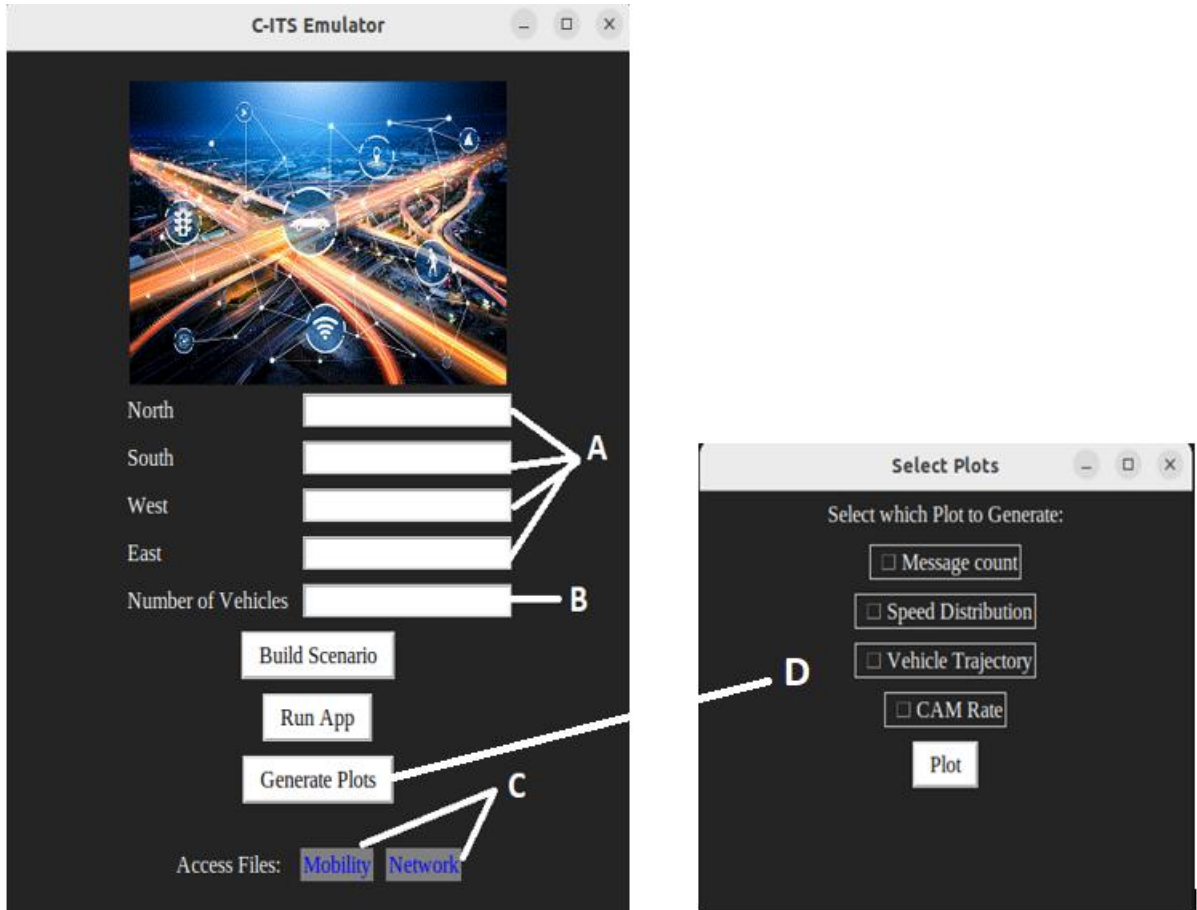 C-ITS Emulator
North
South
West
East
Number of Vehicles
A
B
Build Scenario
Run App
Generate Plots
C
Access Files: Mobility Network
D
Select Plots
Select which Plot to Generate:
Message count
Speed Distribution
Vehicle Trajectory
CAM Rate
Plot